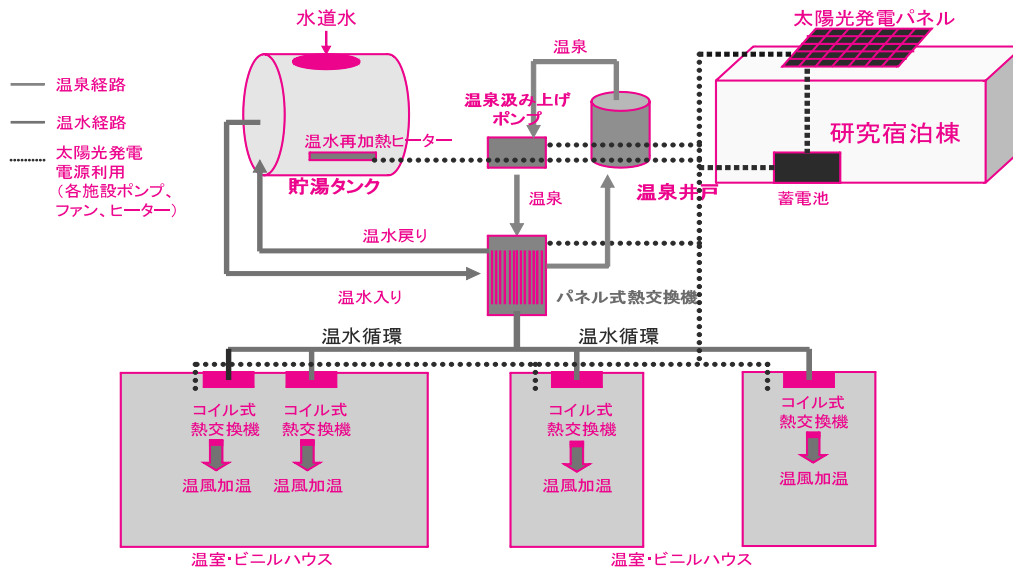 水道水
太陽光発電パネル
温泉
温泉経路
温水経路
太陽光発電
電源利用
(各施設ポンプ、
ファン、ヒーター)
温泉汲み上げ
ポンプ
温水再加熱ヒーター
研究宿泊棟
貯湯タンク
温泉
温泉井戸
蓄電池
温水戻り
温水入り
パネル式熱交換機
温水循環
温水循環
コイル式
熱交換機
温風加温
コイル式
熱交換機
温風加温
コイル式
熱交換機
温風加温
コイル式
熱交換機
温風加温
温室・ビニルハウス
温室・ビニルハウス